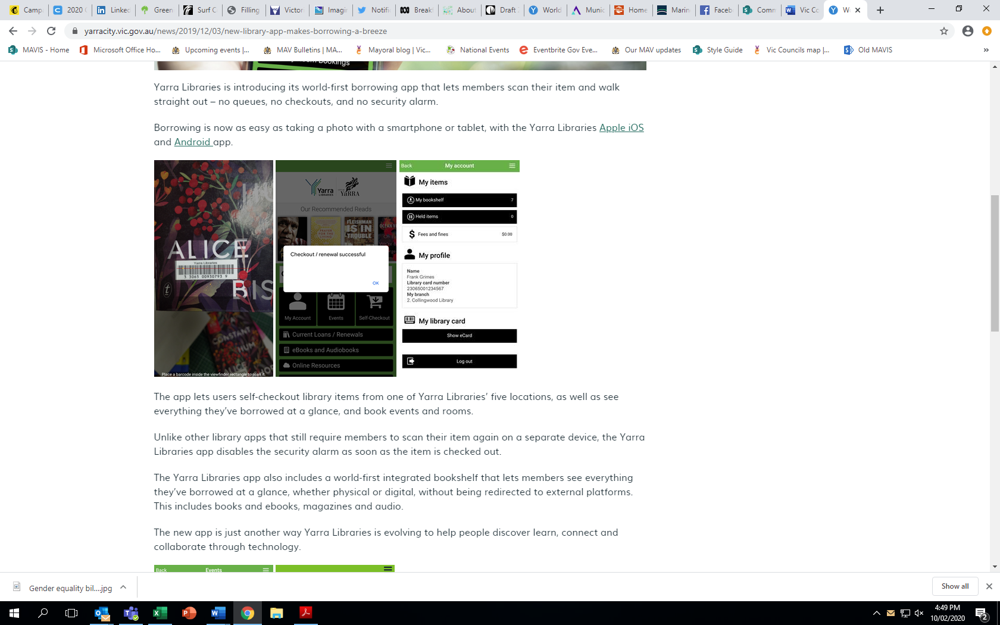 Camp
2020
Linked
Green
Surf C
Filling
Victor
Imagin
Notifi
Break
About
Draft
World
Munic
Home
Marin
Faceb
Comm
Vic Co
W
yarracity.vic.gov.au/news/2019/12/03/new-library-app-makes-borrowing-a-breeze
MAVIS - Home
Microsoft Office Ho...
Upcoming events |...
MAV Bulletins | MA...
Mayoral blog | Vic...
National Events
Eventbrite Gov Eve...
Our MAV updates
Style Guide
Vic Councils map |...
Old MAVIS
»
Bookings
Yarra Libraries is introducing its world-first borrowing app that lets members scan their item and walk
straight out – no queues, no checkouts, and no security alarm.
Borrowing is now as easy as taking a photo with a smartphone or tablet, with the Yarra Libraries Apple iOS
and Android app.
ALICE
Yarra Libraries
3 3065 00930793 9
BIS
t
CONSTANT
Place a barcode inside the viewfinder rectangle to scan it.
Yarra
LIBRARIES
YARRA
Our Recommended Reads
PRAYER
FOR THE
LIVING
FLEISHMAN
IS IN
TROUBLE
OCEAN
Checkout / renewal successful
OK
My Account
Events
Self-Checkout
Current Loans / Renewals
eBooks and Audiobooks
Online Resources
Back
My account
My items
My bookshelf 7
Held items 0
$ Fees and fines $0.00
My profile
Name
Frank Grimes
Library card number
23065001234567
My branch
2. Collingwood Library
My library card
Show eCard
Log out
The app lets users self-checkout library items from one of Yarra Libraries’ five locations, as well as see
everything they’ve borrowed at a glance, and book events and rooms.
Unlike other library apps that still require members to scan their item again on a separate device, the Yarra
Libraries app disables the security alarm as soon as the item is checked out.
The Yarra Libraries app also includes a world-first integrated bookshelf that lets members see everything
they’ve borrowed at a glance, whether physical or digital, without being redirected to external platforms.
This includes books and ebooks, magazines and audio.
The new app is just another way Yarra Libraries is evolving to help people discover learn, connect and
collaborate through technology.
Back
Events
Gender equality bil....jpg
Show all
4:49 PM
10/02/2020
2